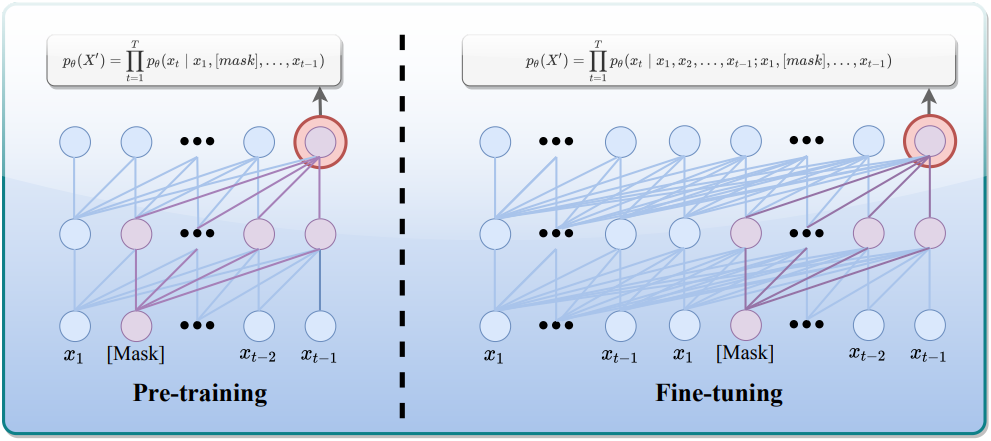 $p_\theta(X') = \prod_{t=1}^{T} p_\theta(x_t \mid x_1, [mask], \ldots, x_{t-1})$
$p_\theta(X') = \prod_{t=1}^{T} p_\theta(x_t \mid x_1, x_2, \ldots, x_{t-1}; x_1, [mask], \ldots, x_{t-1})$
$x_1$ [Mask] $x_{t-2}$ $x_{t-1}$
$x_1$ $x_{t-1}$ $x_1$ [Mask] $x_{t-2}$ $x_{t-1}$
Pre-training
Fine-tuning